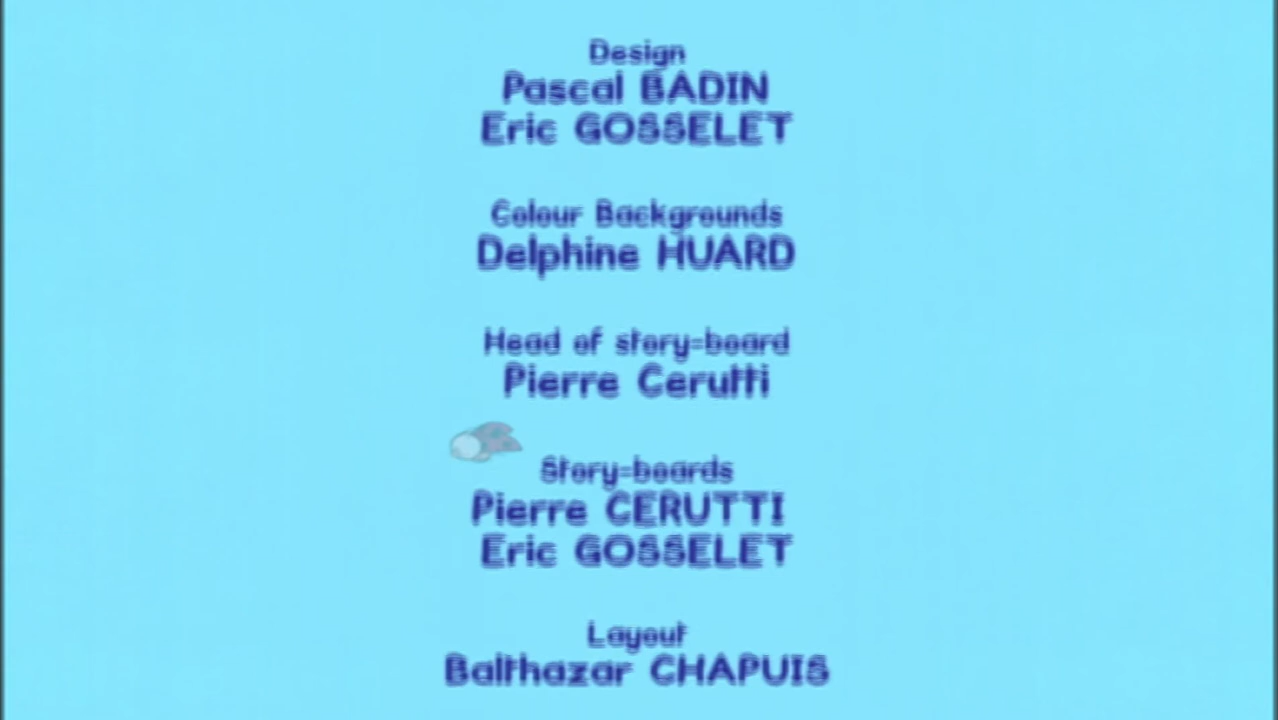 Design
Pascal BADIN
Eric GOSSELET
Colour Backgrounds
Delphine HUARD
Head of story-board
Pierre Cerutti
Story-boards
Pierre CERUTTI
Eric GOSSELET
Layout
Balthazar CHAPUIS